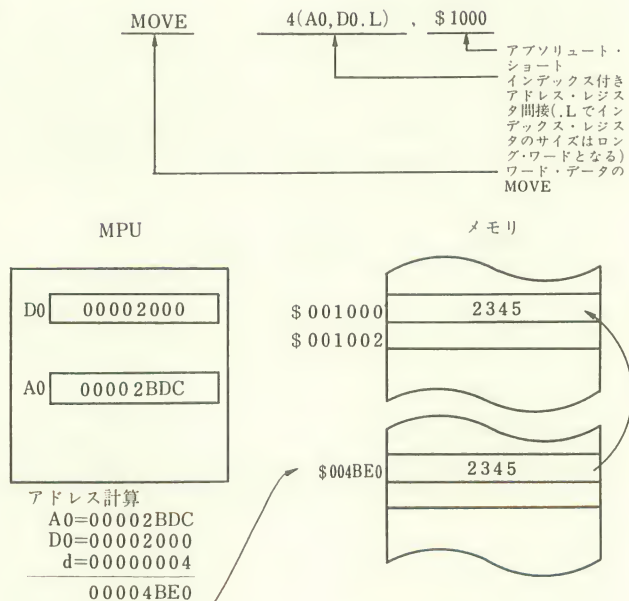 MOVE 4(A0,D0.L) , $1000
アブソリュート・
ショート
インデックス付き
アドレス・レジス
タ間接(.Lでイン
デックス・レジス
タのサイズはロン
グ・ワードとなる)
ワード・データの
MOVE
MPU
メモリ
D0 00002000
A0 00002BDC
$001000 2345
$001002
$004BE0 2345
アドレス計算
A0=00002BDC
D0=00002000
d=00000004
00004BE0